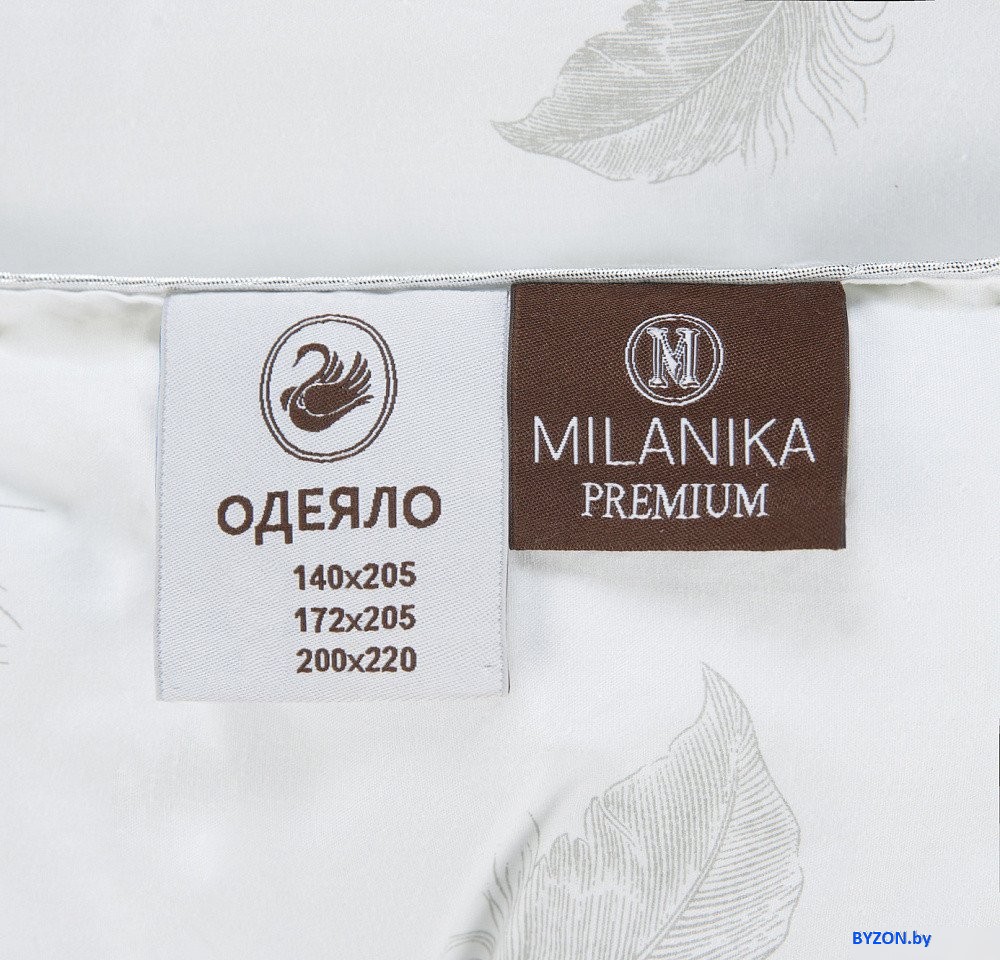 ОДЕЯЛО
140x205
172x205
200x220
M
MILANIKA
PREMIUM
BYZON.by